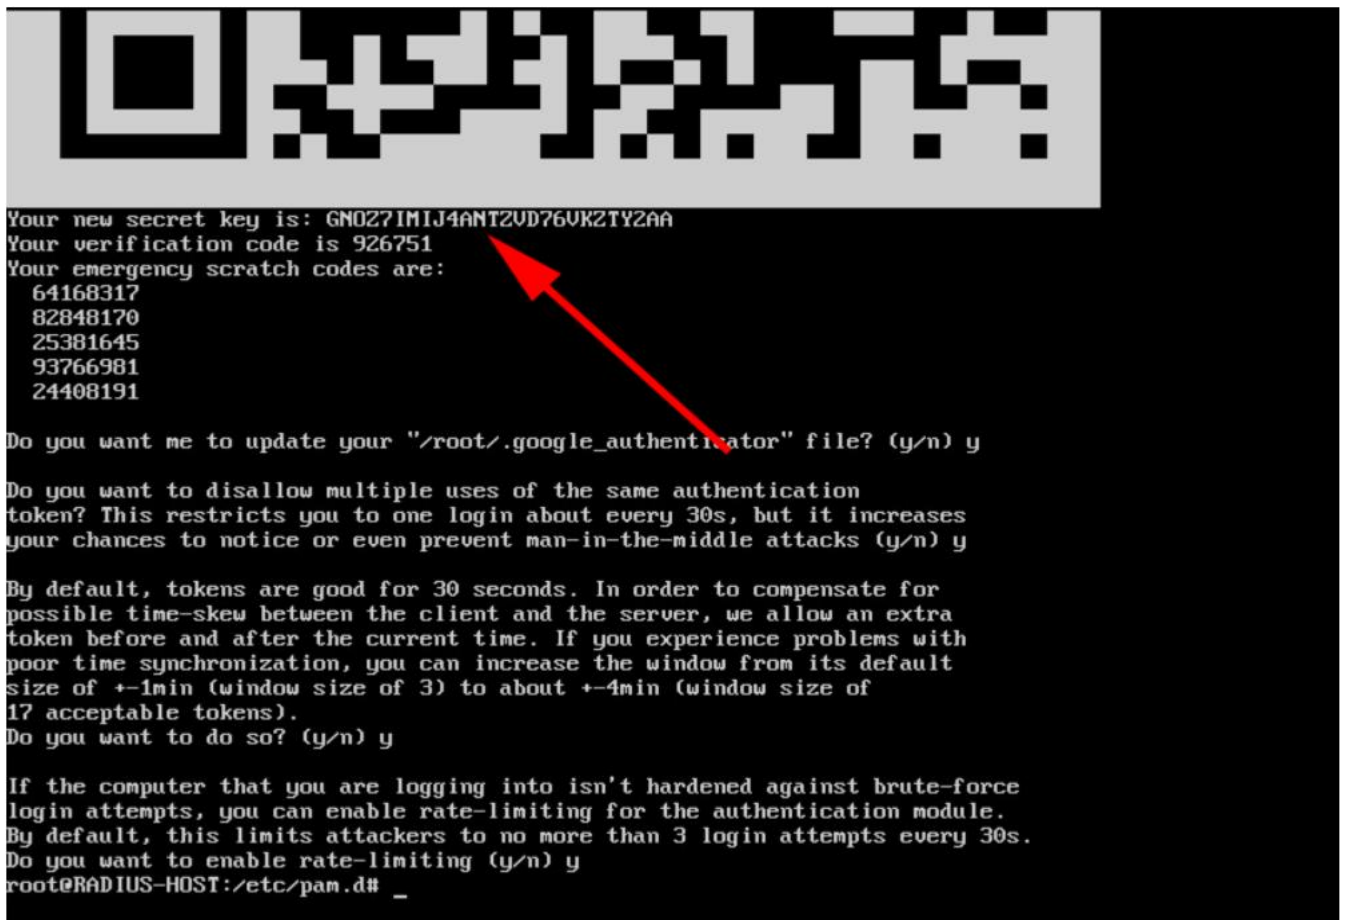 Your new secret key is:
Your verification code is 926751
Your emergency scratch codes are:
64168317
82848170
25381645
93766981
24408191
Do you want me to update your "/root/.google_authenticator" file? (y/n) y
Do you want to disallow multiple uses of the same authentication
token? This restricts you to one login about every 30s, but it increases
your chances to notice or even prevent man-in-the-middle attacks (y/n) y
By default, tokens are good for 30 seconds. In order to compensate for
possible time-skew between the client and the server, we allow an extra
token before and after the current time. If you experience problems with
poor time synchronization, you can increase the window from its default
size of +-1min (window size of 3) to about +-4min (window size of
17 acceptable tokens).
Do you want to do so? (y/n) y
If the computer that you are logging into isn't hardened against brute-force
login attempts, you can enable rate-limiting for the authentication module.
By default, this limits attackers to no more than 3 login attempts every 30s.
Do you want to enable rate-limiting (y/n) y
root@RADIUS-HOST:/etc/pam.d# _